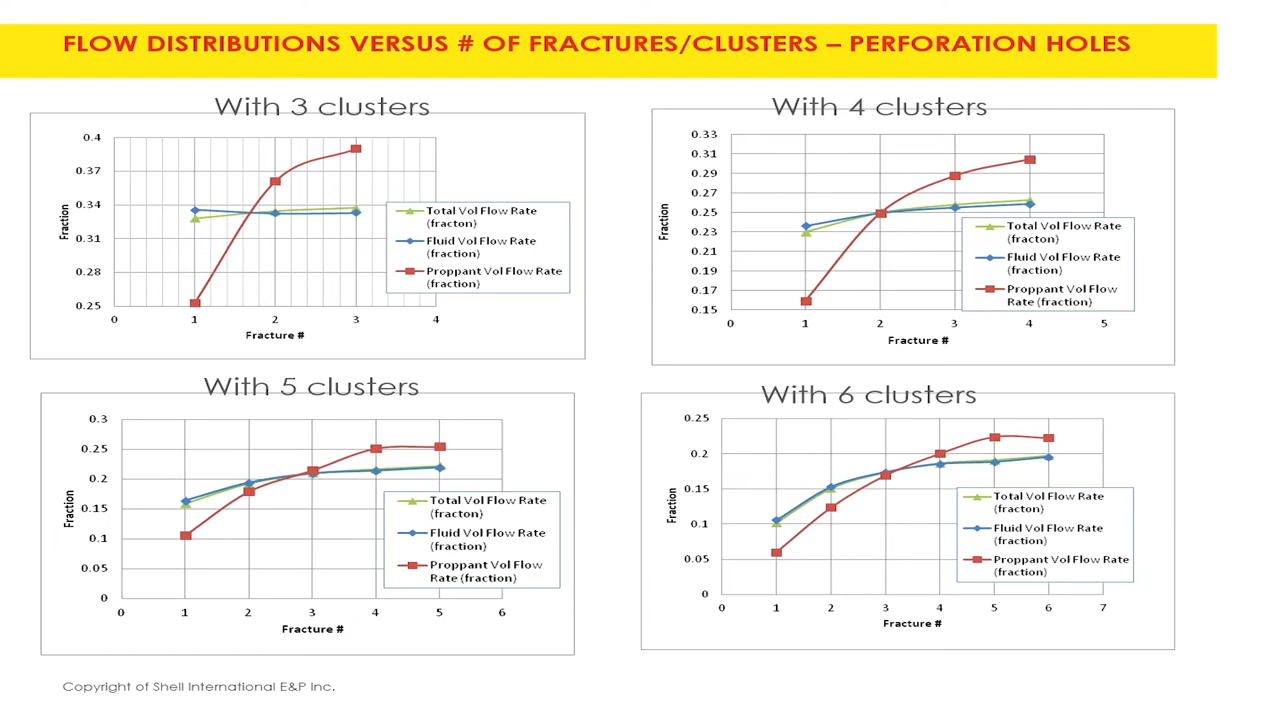 FLOW DISTRIBUTIONS VERSUS # OF FRACTURES/CLUSTERS – PERFORATION HOLES
With 3 clusters
0.4
0.37
0.34
0.31
0.28
0.25
0 1 2 3 4
Fraction
Fracture #
Total Vol Flow Rate
(fracton)
Fluid Vol Flow Rate
(fraction)
Proppant Vol Flow Rate
(fraction)
With 4 clusters
0.33
0.31
0.29
0.27
0.25
0.23
0.21
0.19
0.17
0.15
0 1 2 3 4 5
Fraction
Fracture #
Total Vol Flow Rate
(fracton)
Fluid Vol Flow Rate
(fraction)
Proppant Vol Flow
Rate (fraction)
With 5 clusters
0.3
0.25
0.2
0.15
0.1
0.05
0
0 1 2 3 4 5 6
Fraction
Fracture #
Total Vol Flow Rate
(fracton)
Fluid Vol Flow Rate
(fraction)
Proppant Vol Flow
Rate (fraction)
With 6 clusters
0.25
0.2
0.15
0.1
0.05
0
0 1 2 3 4 5 6 7
Fraction
Fracture #
Total Vol Flow Rate
(fracton)
Fluid Vol Flow Rate
(fraction)
Proppant Vol Flow Rate
(fraction)
Copyright of Shell International E&P Inc.